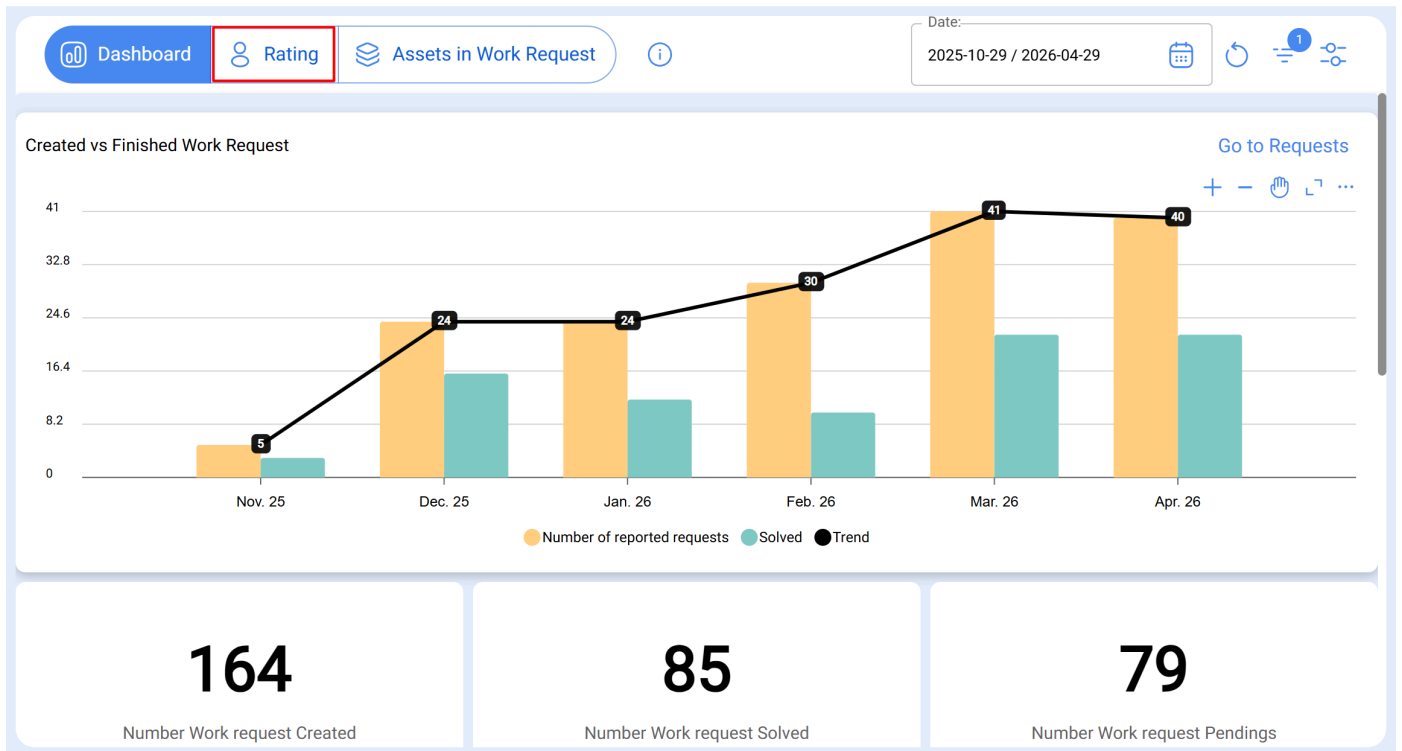 Dashboard
Rating
Assets in Work Request
Date:
2025-10-29 / 2026-04-29
1
Created vs Finished Work Request
Go to Requests
41
32.8
24.6
16.4
8.2
0
5
24
24
30
41
40
Nov. 25
Dec. 25
Jan. 26
Feb. 26
Mar. 26
Apr. 26
Number of reported requests
Solved
Trend
164
Number Work request Created
85
Number Work request Solved
79
Number Work request Pendings